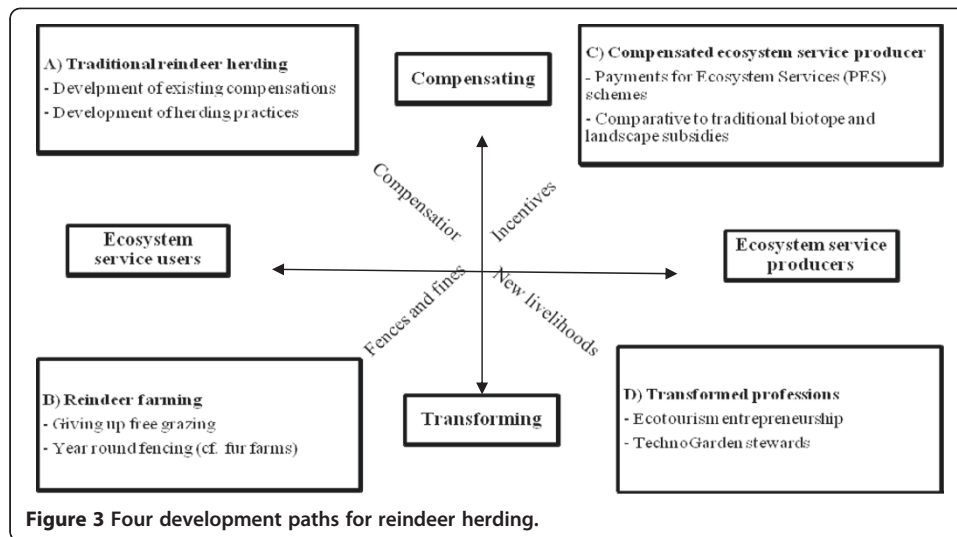 A) Traditional reindeer herding
- Develpment of existing compensations
- Development of herding practices
Compensating
C) Compensated ecosystem service producer
- Payments for Ecosystem Services (PES)
schemes
- Comparative to traditional biotope and
landscape subsidies
Compensatior
Incentives
Ecosystem
service users
Ecosystem service
producers
Fences and fines
New livelihoods
B) Reindeer farming
- Giving up free grazing
- Year round fencing (cf. fur farms)
Transforming
D) Transformed professions
- Ecotourism entrepreneurship
- TechnoGarden stewards
Figure 3 Four development paths for reindeer herding.